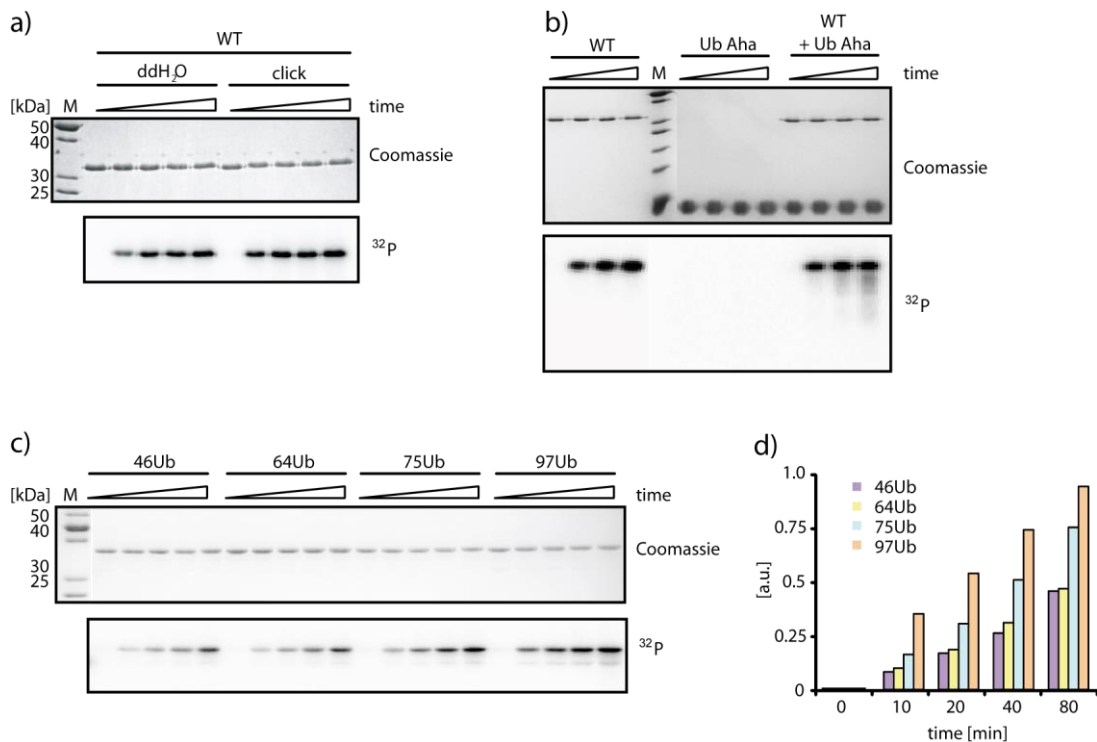 a)
WT
ddH₂O click
[kDa] M time
50
40
30
25
Coomassie
³²P
b)
WT M Ub Aha WT + Ub Aha
time
Coomassie
³²P
c)
46Ub 64Ub 75Ub 97Ub
[kDa] M time
50
40
30
25
Coomassie
³²P
d)
1.0
0.75
0.5
0.25
0
[a.u.]
46Ub
64Ub
75Ub
97Ub
0 10 20 40 80
time [min]